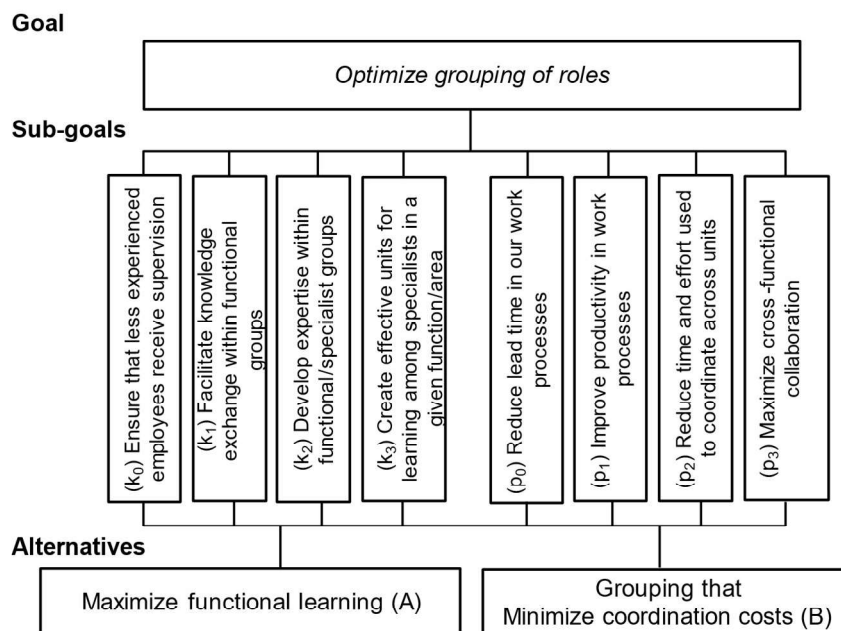 Goal
Optimize grouping of roles
Sub-goals
(k0) Ensure that less experienced
employees receive supervision
(k1) Facilitate knowledge
exchange within functional
groups
(k2) Develop expertise within
functional/specialist groups
(k3) Create effective units for
learning among specialists in a
given function/area
(p0) Reduce lead time in our work
processes
(p1) Improve productivity in work
processes
(p2) Reduce time and effort used
to coordinate across units
(p3) Maximize cross-functional
collaboration
Alternatives
Maximize functional learning (A)
Grouping that
Minimize coordination costs (B)